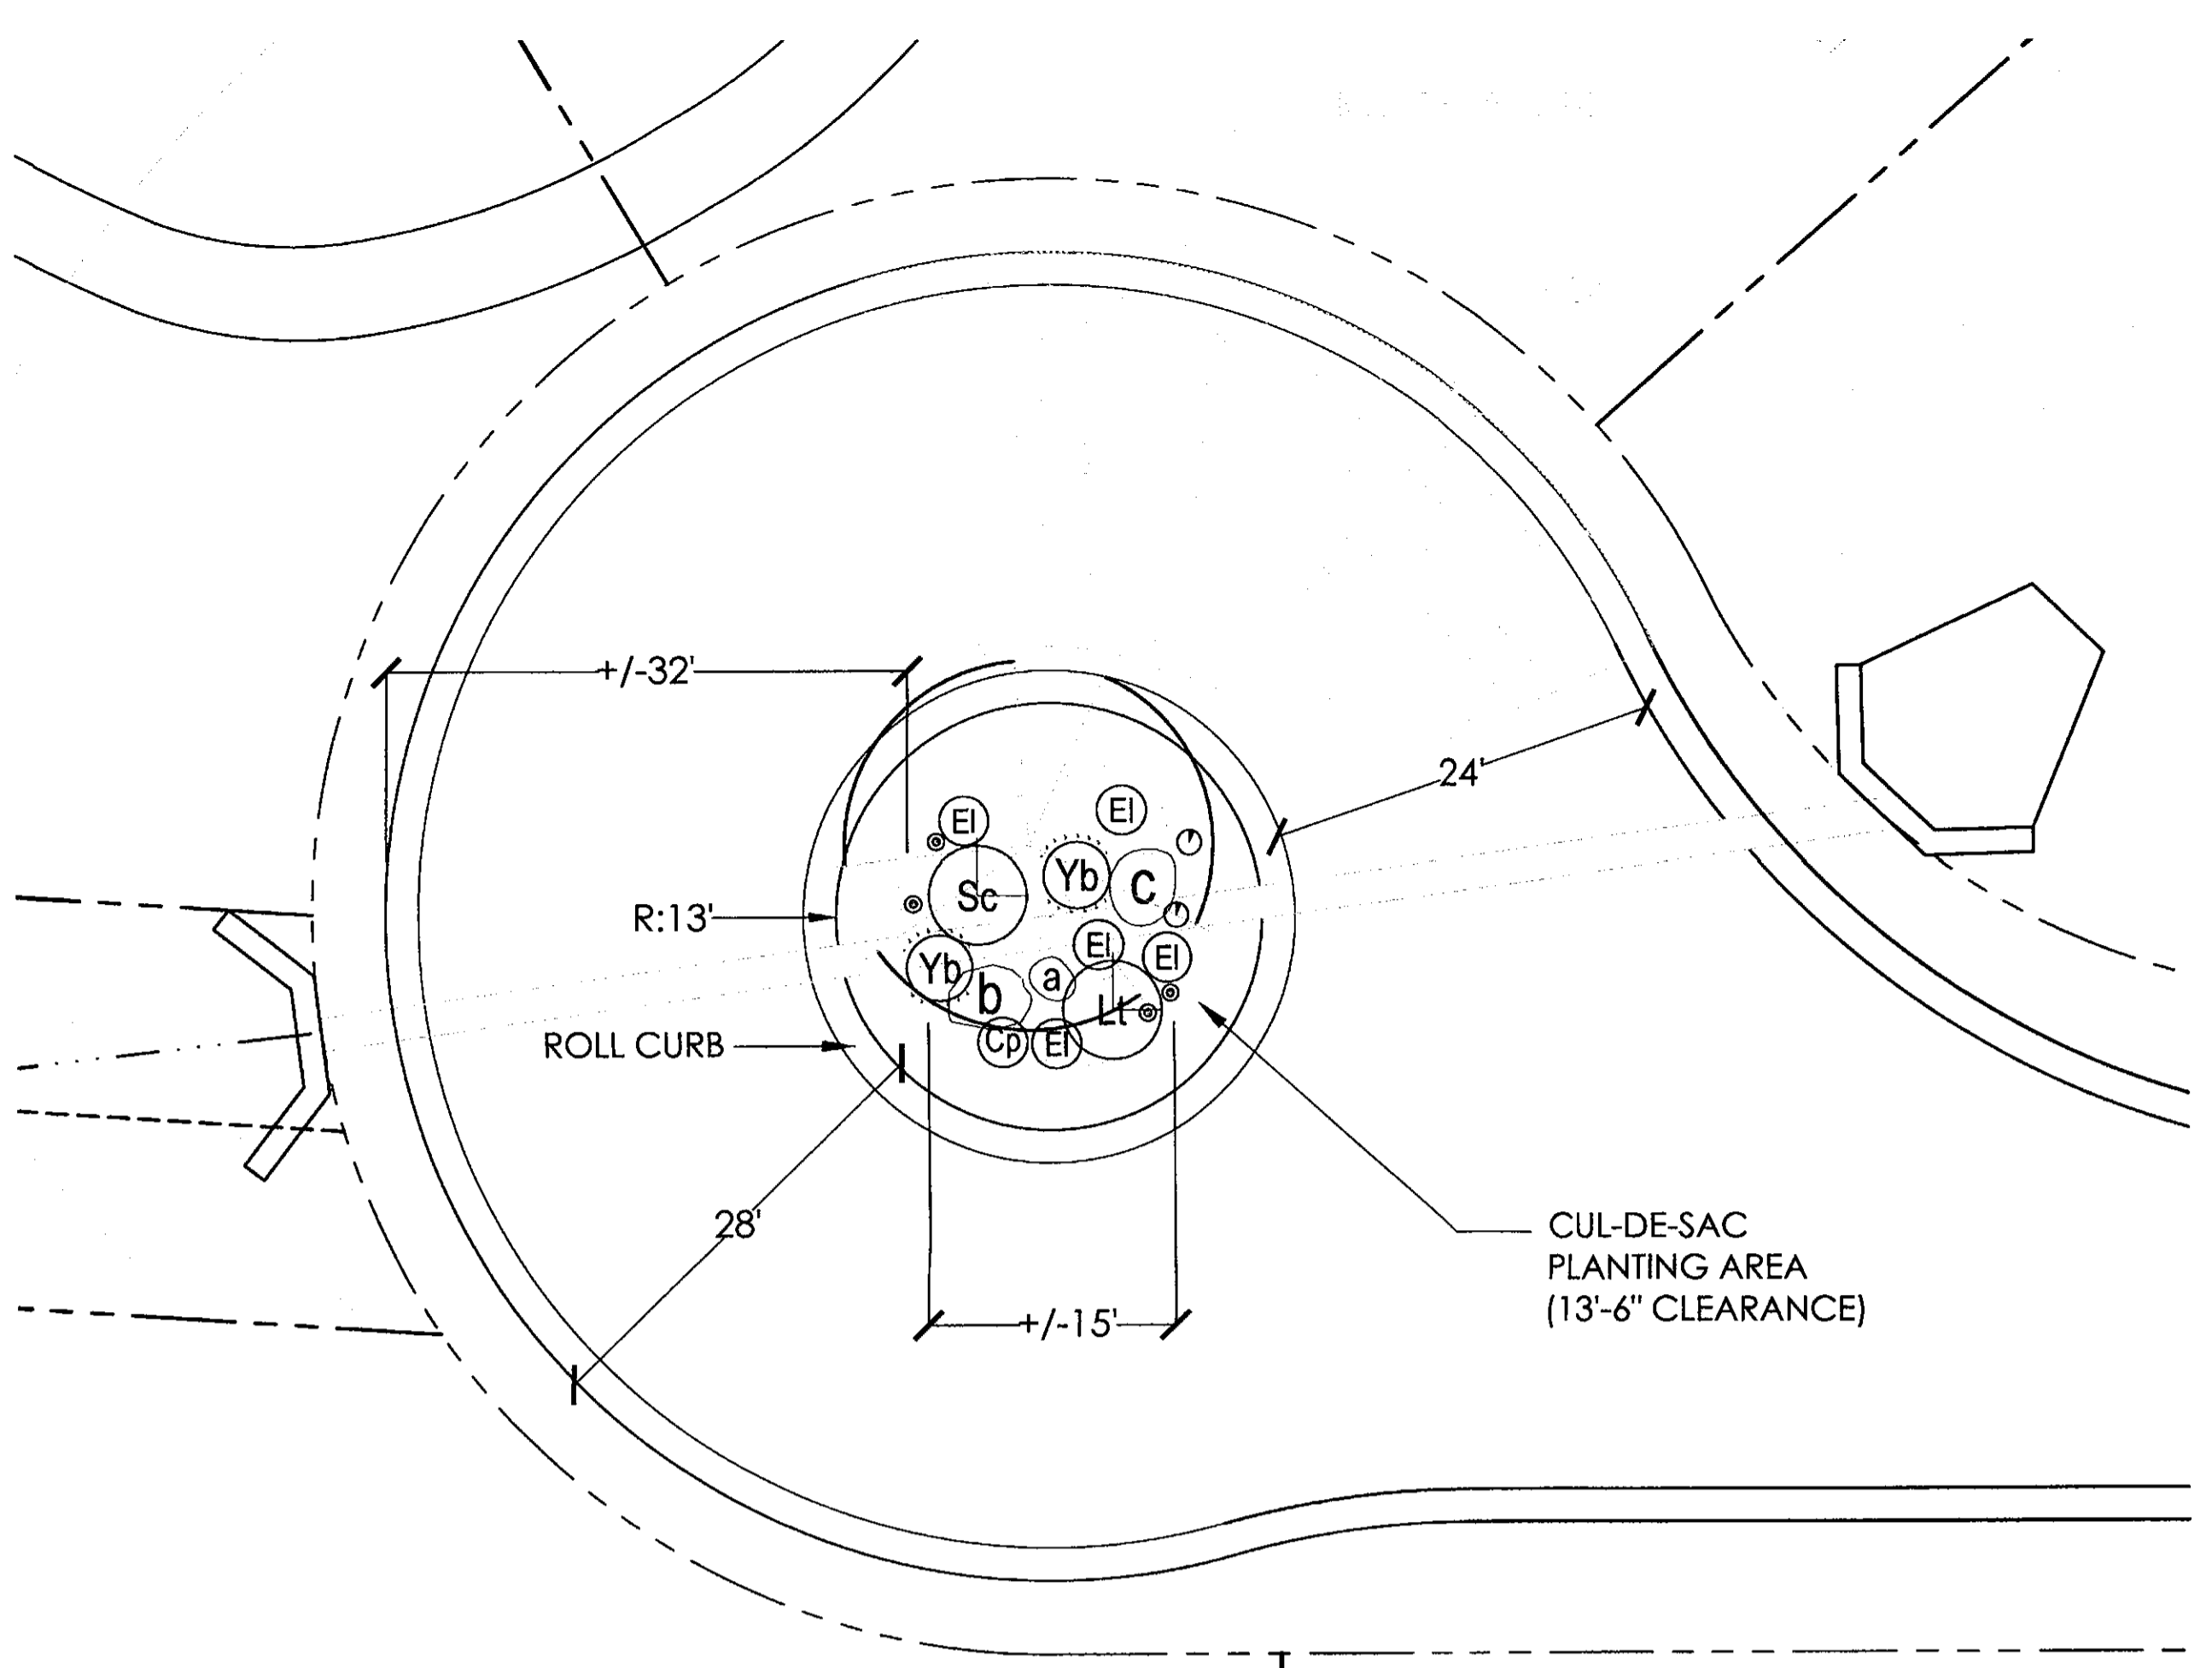 +/-32'
24'
El
El
Yb
c
Sc
R:13'
El
El
Yb
a
b
Lt
ROLL CURB
Cp
El
28'
CUL-DE-SAC
PLANTING AREA
(13'-6" CLEARANCE)
+/-15'